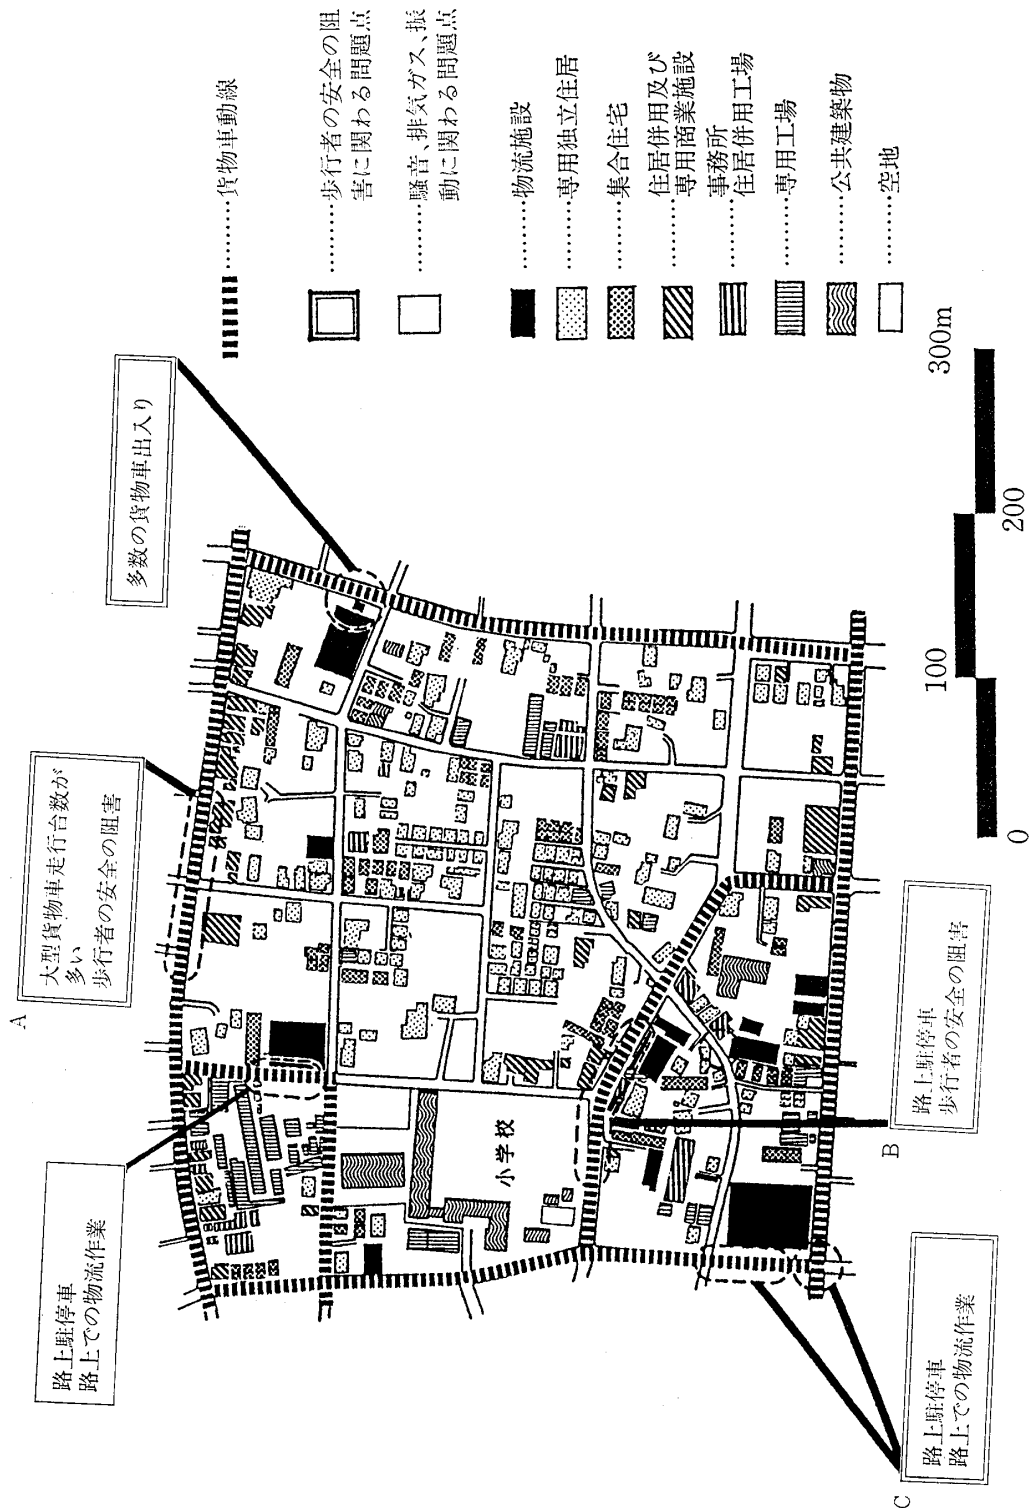 A
大型貨物車走行台数が
多い
歩行者の安全の阻害
多数の貨物車出入り
路上駐停車
路上での物流作業
小学校
B
路上駐停車
歩行者の安全の阻害
C
路上駐停車
路上での物流作業
0
100
200
300m
貨物車動線
歩行者の安全の阻
害に関わる問題点
騒音、排気ガス、振
動に関わる問題点
物流施設
専用独立住居
集合住宅
住居併用及び
専用商業施設
事務所
住居併用工場
専用工場
公共建築物
空地